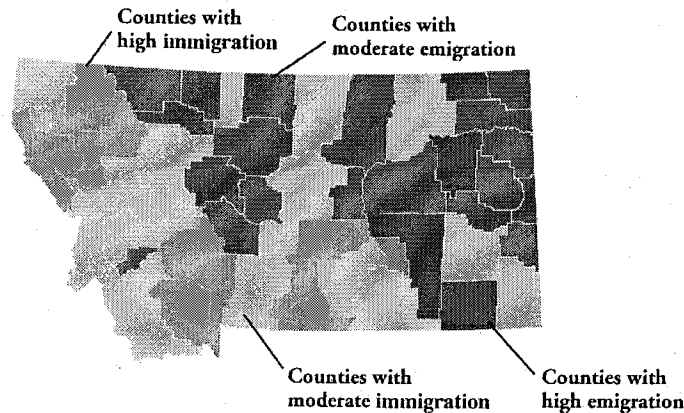 Counties with
high immigration
Counties with
moderate emigration
Counties with
moderate immigration
Counties with
high emigration